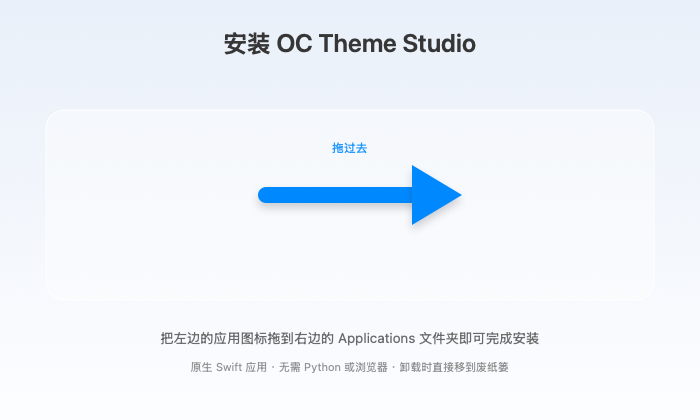 安装 OC Theme Studio
拖过去
把左边的应用图标拖到右边的 Applications 文件夹即可完成安装
原生 Swift 应用 · 无需 Python 或浏览器 · 卸载时直接移到废纸篓